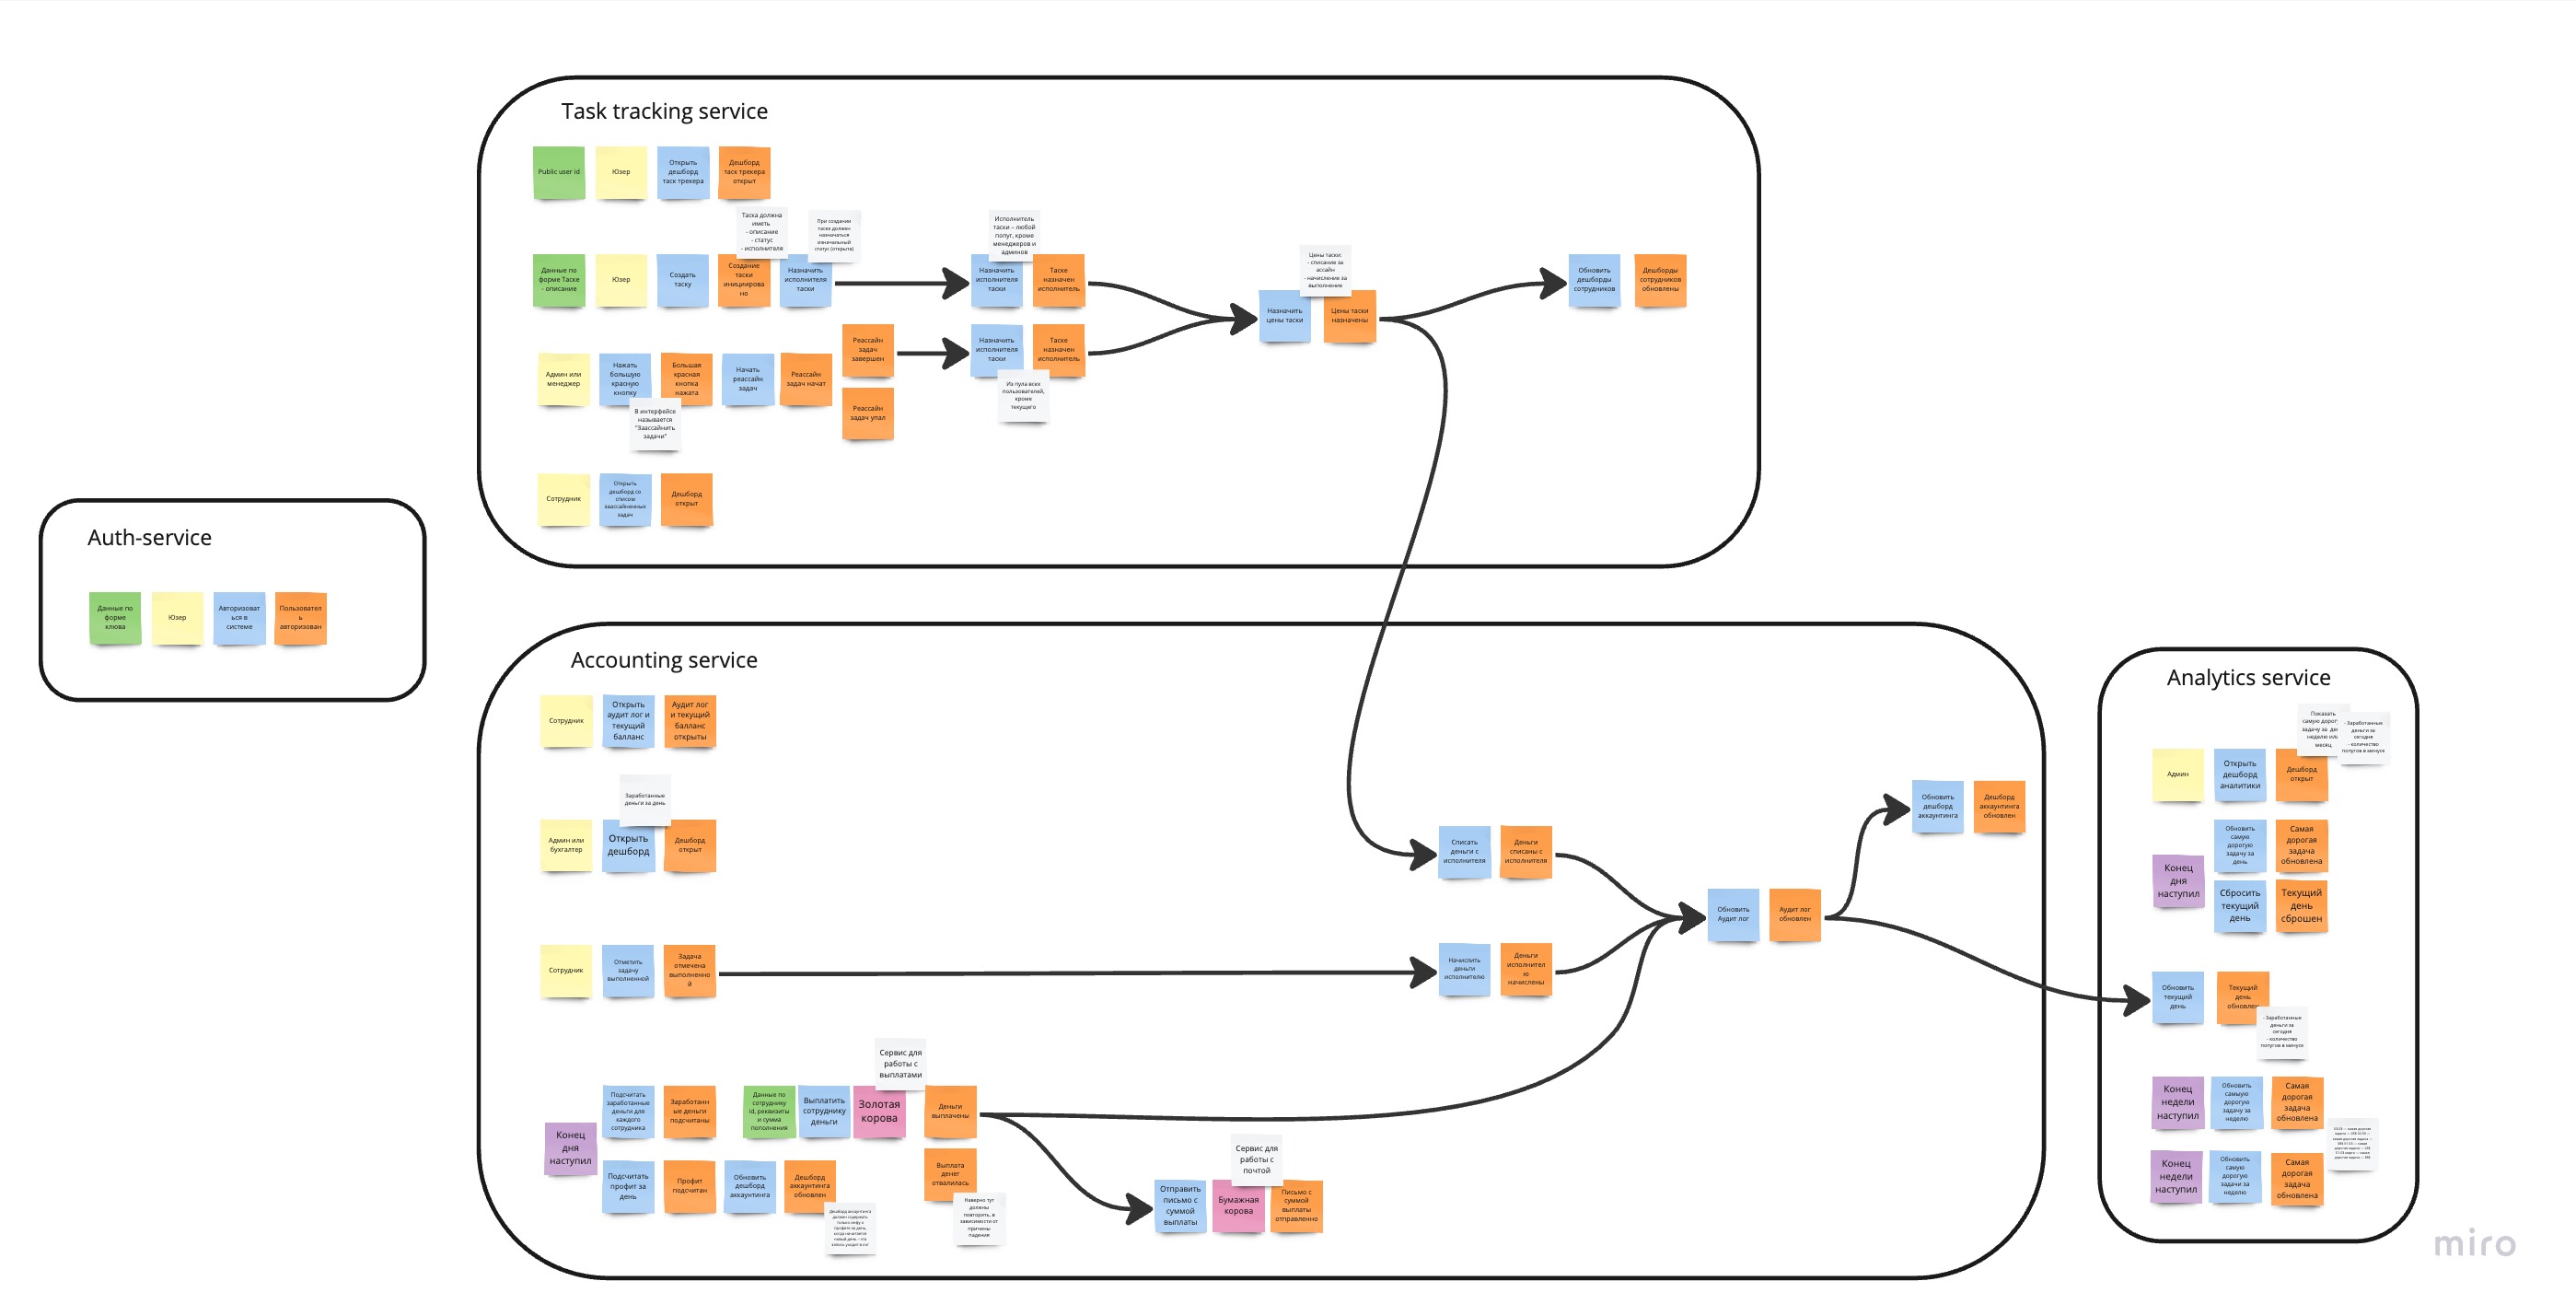 Task tracking service
Public user id
Юзер
Открыть
дешборд
таск трекера
Дешборд
таск трекера
открыт
Таска должна
иметь
- описание
- статус
- исполнителя
При создании
таске должен
назначаться
изначальный
статус (открыта)
Исполнитель
таски – любой
попуг, кроме
менеджеров и
админов
Данные по
форме Таске
- описание
Юзер
Создать
таску
Создание
таски
иницииров а
но
Назначить
исполнителя
таски
Назначить
исполнителя
таски
Таске
назначен
исполнитель
Цены таски:
- списание за
ассайн
- начисление за
выполнение
Назначить
цены таски
Цены таски
назначены
Обновить
дешборды
сотрудников
Дешборды
сотрудников
обновлены
Реассайн
задач
завершен
Назначить
исполнителя
таски
Таске
назначен
исполнитель
Из пула всех
пользователей,
кроме
текущего
Админ или
менеджер
Нажать
большую
красную
кнопку
Большая
красная
кнопка
нажата
Начать
реассайн
задач
Реассайн
задач начат
Реассайн
задач упал
В интерфейсе
называется
"Заассайнить
задачи"
Сотрудник
Открыть
дешборд со
списом
заассайненных
задач
Дешборд
открыт
Auth-service
Данные по
форме
клюва
Юзер
Авторизоват
ься в
системе
Пользовател
ь
авторизован
Accounting service
Сотрудник
Открыть
аудит лог и
текущий
балланс
Аудит лог
и текущий
балланс
открыты
Заработанные
деньги за день
Админ или
бухгалтер
Открыть
дешборд
Дешборд
открыт
Списать
деньги с
исполнителя
Деньги
списаны с
исполнителя
Обновить
дешборд
аккаунтинга
Дешборд
аккаунтинга
обновлен
Обновить
Аудит лог
Аудит лог
обновлен
Сотрудник
Отметить
задачу
выполненной
Задача
отмечена
выполненно
й
Начислить
деньги
исполнителю
Деньги
исполнител
ю
начислены
Сервис для
работы с
выплатами
Конец
дня
наступил
Подсчитать
заработанные
деньги для
каждого
сотрудника
Заработанн
ые деньги
подсчитаны
Данные по
сотруднику
id, реквизиты
и сумма
пополнения
Выплатить
сотруднику
деньги
Золотая
корова
Деньги
выплачены
Выплата
денег
отвалилась
Наверно тут
должны
повторить, в
зависимости от
причины
падения
Подсчитать
профит за
день
Профит
подсчитан
Обновить
дешборд
аккаунтинга
Дешборд
аккаунтинга
обновлен
Сервис для
работы с
почтой
Отправить
письмо с
суммой
выплаты
Бумажная
корова
Письмо с
суммой
выплаты
отправленно
Analytics service
Показать
самую дорог
задачу за де
неделю или
месяц
- Заработанные
деньги за
сегодня
- количество
попугов в минусе
Админ
Открыть
дешборд
аналитики
Дешборд
открыт
Конец
дня
наступил
Обновить
самую
дорогую
задачу за
день
Самая
дорогая
задача
обновлена
Сбросить
текущий
день
Текущий
день
сброшен
Обновить
текущий
день
Текущий
день
обновлен
- Заработанные
деньги за
сегодня
- количество
попугов в минусе
Конец
недели
наступил
Обновить
самыую
дорогую
задачу за
неделю
Самая
дорогая
задача
обновлена
Конец
недели
наступил
Обновить
самую
дорогую
задачи за
неделю
Самая
дорогая
задача
обновлена
miro